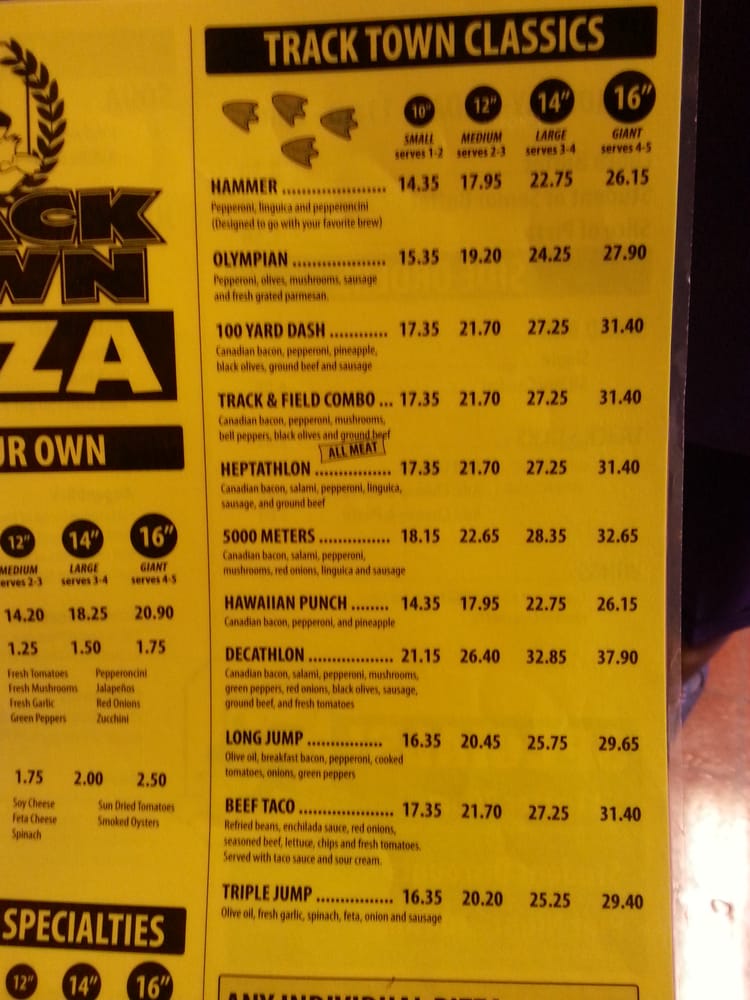 ACK
WN
ZA
UR OWN
12" 14" 16"
MEDIUM LARGE GIANT
erves 2-3 serves 3-4 serves 4-5
14.20 18.25 20.90
1.25 1.50 1.75
Fresh Tomatoes Pepperoncini
Fresh Mushrooms Jalapeños
Fresh Garlic Red Onions
Green Peppers Zucchini
1.75 2.00 2.50
Soy Cheese Sun Dried Tomatoes
Feta Cheese Smoked Oysters
Spinach
SPECIALTIES
12" 14" 16"
TRACK TOWN CLASSICS
10" 12" 14" 16"
SMALL MEDIUM LARGE GIANT
serves 1-2 serves 2-3 serves 3-4 serves 4-5
HAMMER ..................... 14.35 17.95 22.75 26.15
Pepperoni, linguica and pepperoncini
(Designed to go with your favorite brew)
OLYMPIAN ................... 15.35 19.20 24.25 27.90
Pepperoni, olives, mushrooms, sausage
and fresh grated parmesan.
100 YARD DASH ............ 17.35 21.70 27.25 31.40
Canadian bacon, pepperoni, pineapple,
black olives, ground beef and sausage
TRACK & FIELD COMBO ... 17.35 21.70 27.25 31.40
Canadian bacon, pepperoni, mushrooms,
bell peppers, black olives and ground beef
ALL MEAT
HEPTATHLON ................ 17.35 21.70 27.25 31.40
Canadian bacon, salami, pepperoni, linguica,
sausage, and ground beef
5000 METERS ............... 18.15 22.65 28.35 32.65
Canadian bacon, salami, pepperoni,
mushrooms, red onions, linguica and sausage
HAWAIIAN PUNCH ........ 14.35 17.95 22.75 26.15
Canadian bacon, pepperoni, and pineapple
DECATHLON .................. 21.15 26.40 32.85 37.90
Canadian bacon, salami, pepperoni, mushrooms,
green peppers, red onions, black olives, sausage,
ground beef, and fresh tomatoes
LONG JUMP ................ 16.35 20.45 25.75 29.65
Olive oil, breakfast bacon, pepperoni, cooked
tomatoes, onions, green peppers
BEEF TACO .................... 17.35 21.70 27.25 31.40
Refried beans, enchilada sauce, red onions,
seasoned beef, lettuce, chips and fresh tomatoes.
Served with taco sauce and sour cream.
TRIPLE JUMP ................ 16.35 20.20 25.25 29.40
Olive oil, fresh garlic, spinach, feta, onion and sausage
ANY INDIVIDUAL